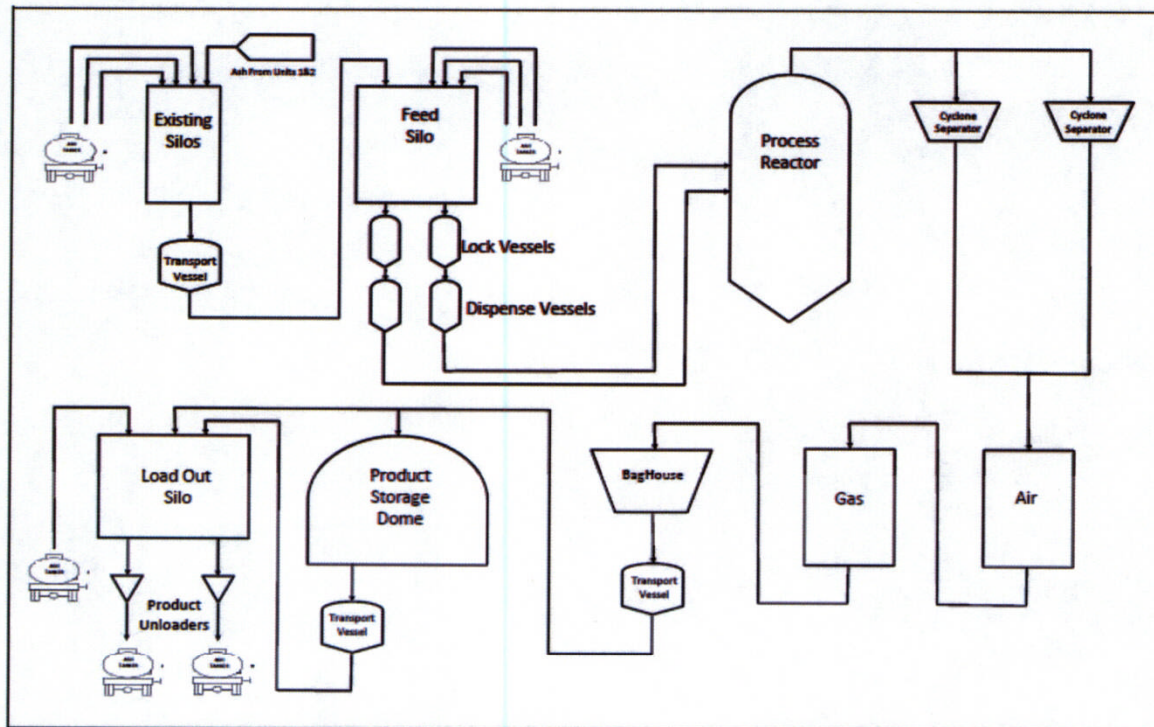 Ash From Units 1&2
Existing
Silos
Feed
Silo
Process
Reactor
Cyclone
Separator
Cyclone
Separator
Transport
Vessel
Lock Vessels
Dispense Vessels
Load Out
Silo
Product
Storage
Dome
BagHouse
Gas
Air
Product
Unloaders
Transport
Vessel
Transport
Vessel